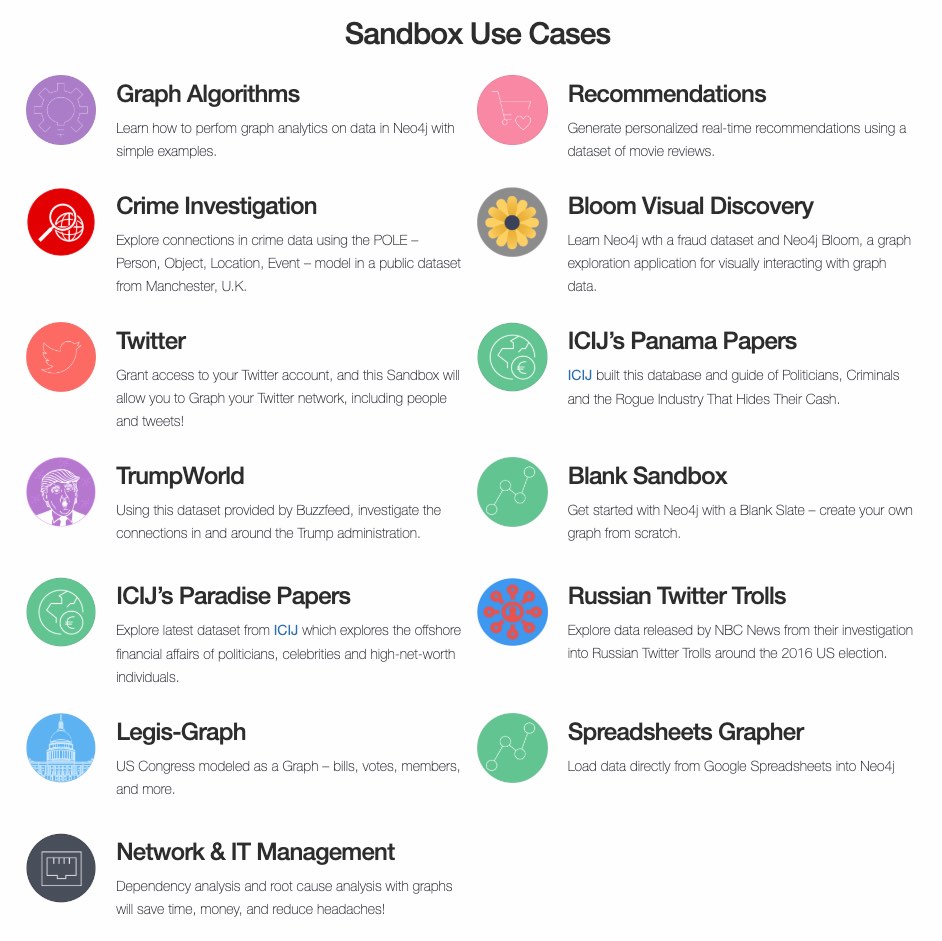 Sandbox Use Cases
Graph Algorithms
Learn how to perfom graph analytics on data in Neo4j with
simple examples.
Recommendations
Generate personalized real-time recommendations using a
dataset of movie reviews.
Crime Investigation
Explore connections in crime data using the POLE –
Person, Object, Location, Event – model in a public dataset
from Manchester, U.K.
Bloom Visual Discovery
Learn Neo4j wth a fraud dataset and Neo4j Bloom, a graph
exploration application for visually interacting with graph
data.
Twitter
Grant access to your Twitter account, and this Sandbox will
allow you to Graph your Twitter network, including people
and tweets!
ICIJ’s Panama Papers
ICIJ built this database and guide of Politicians, Criminals
and the Rogue Industry That Hides Their Cash.
TrumpWorld
Using this dataset provided by Buzzfeed, investigate the
connections in and around the Trump administration.
Blank Sandbox
Get started with Neo4j with a Blank Slate – create your own
graph from scratch.
ICIJ’s Paradise Papers
Explore latest dataset from ICIJ which explores the offshore
financial affairs of politicians, celebrities and high-net-worth
individuals.
Russian Twitter Trolls
Explore data released by NBC News from their investigation
into Russian Twitter Trolls around the 2016 US election.
Legis-Graph
US Congress modeled as a Graph – bills, votes, members,
and more.
Spreadsheets Grapher
Load data directly from Google Spreadsheets into Neo4j
Network & IT Management
Dependency analysis and root cause analysis with graphs
will save time, money, and reduce headaches!